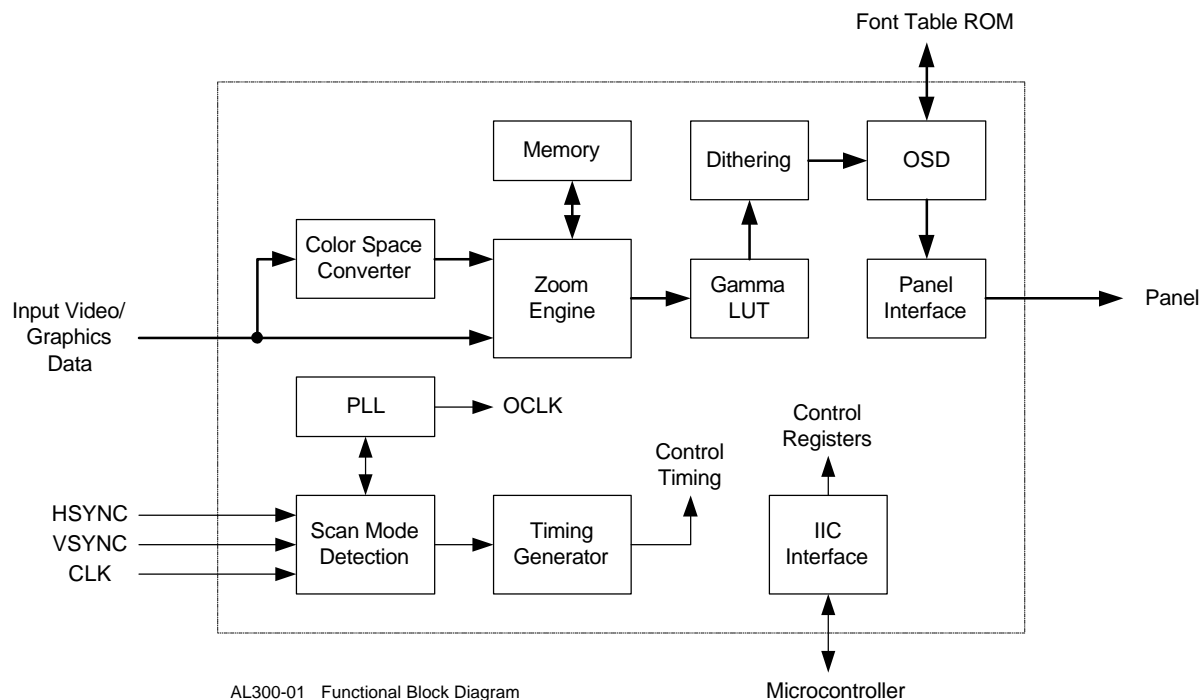 Font Table ROM
Memory
Dithering
OSD
Color Space
Converter
Zoom
Engine
Gamma
LUT
Panel
Interface
Panel
Input Video/
Graphics
Data
PLL
OCLK
Control
Timing
Control
Registers
HSYNC
VSYNC
CLK
Scan Mode
Detection
Timing
Generator
IIC
Interface
AL300-01 Functional Block Diagram
Microcontroller